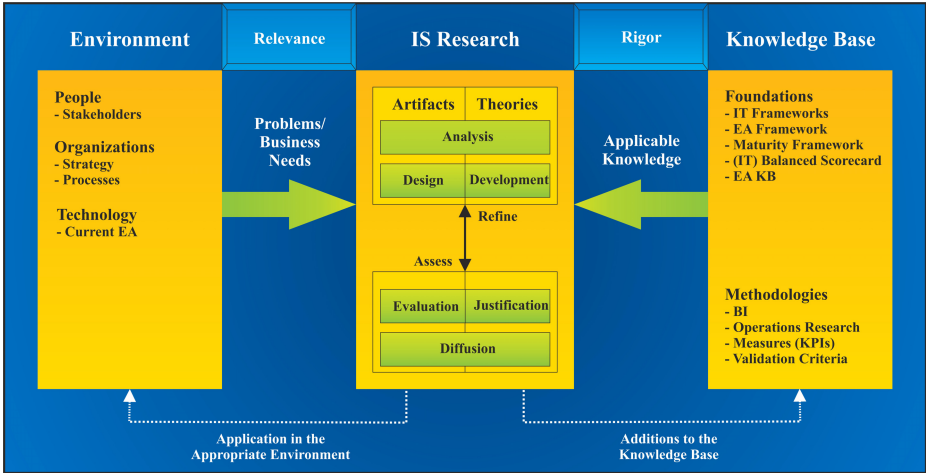 Environment
Relevance
IS Research
Rigor
Knowledge Base
People
- Stakeholders
Organizations
- Strategy
- Processes
Technology
- Current EA
Problems/
Business
Needs
Artifacts
Theories
Analysis
Design
Development
Refine
Assess
Evaluation
Justification
Diffusion
Applicable
Knowledge
Foundations
- IT Frameworks
- EA Framework
- Maturity Framework
- (IT) Balanced Scorecard
- EA KB
Methodologies
- BI
- Operations Research
- Measures (KPIs)
- Validation Criteria
Application in the
Appropriate Environment
Additions to the
Knowledge Base